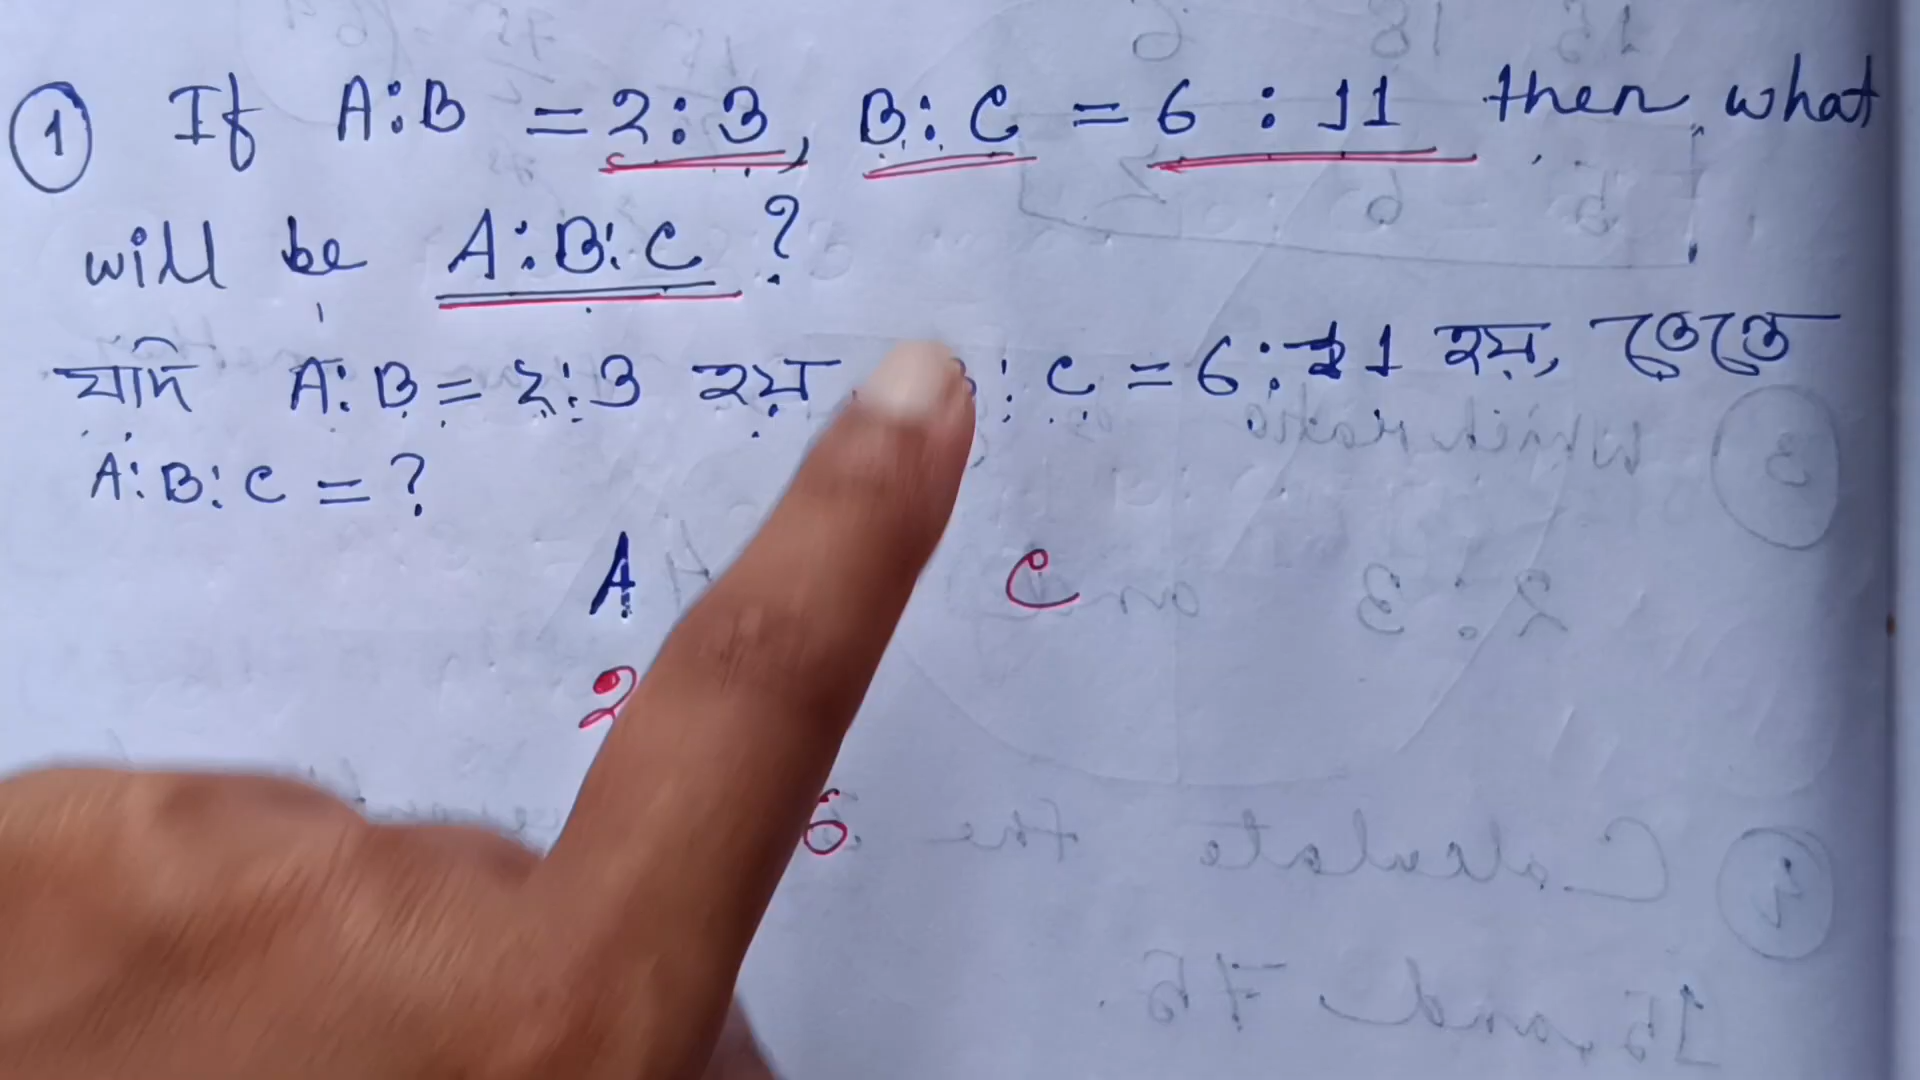 1 If A:B = 2:3, B:C = 6 : 11 then what
will be A:B:C ?
যদি A:B = 2:3 হয় : C = 6:11 হয়, তেতে
A:B:C = ?
A C
2
6